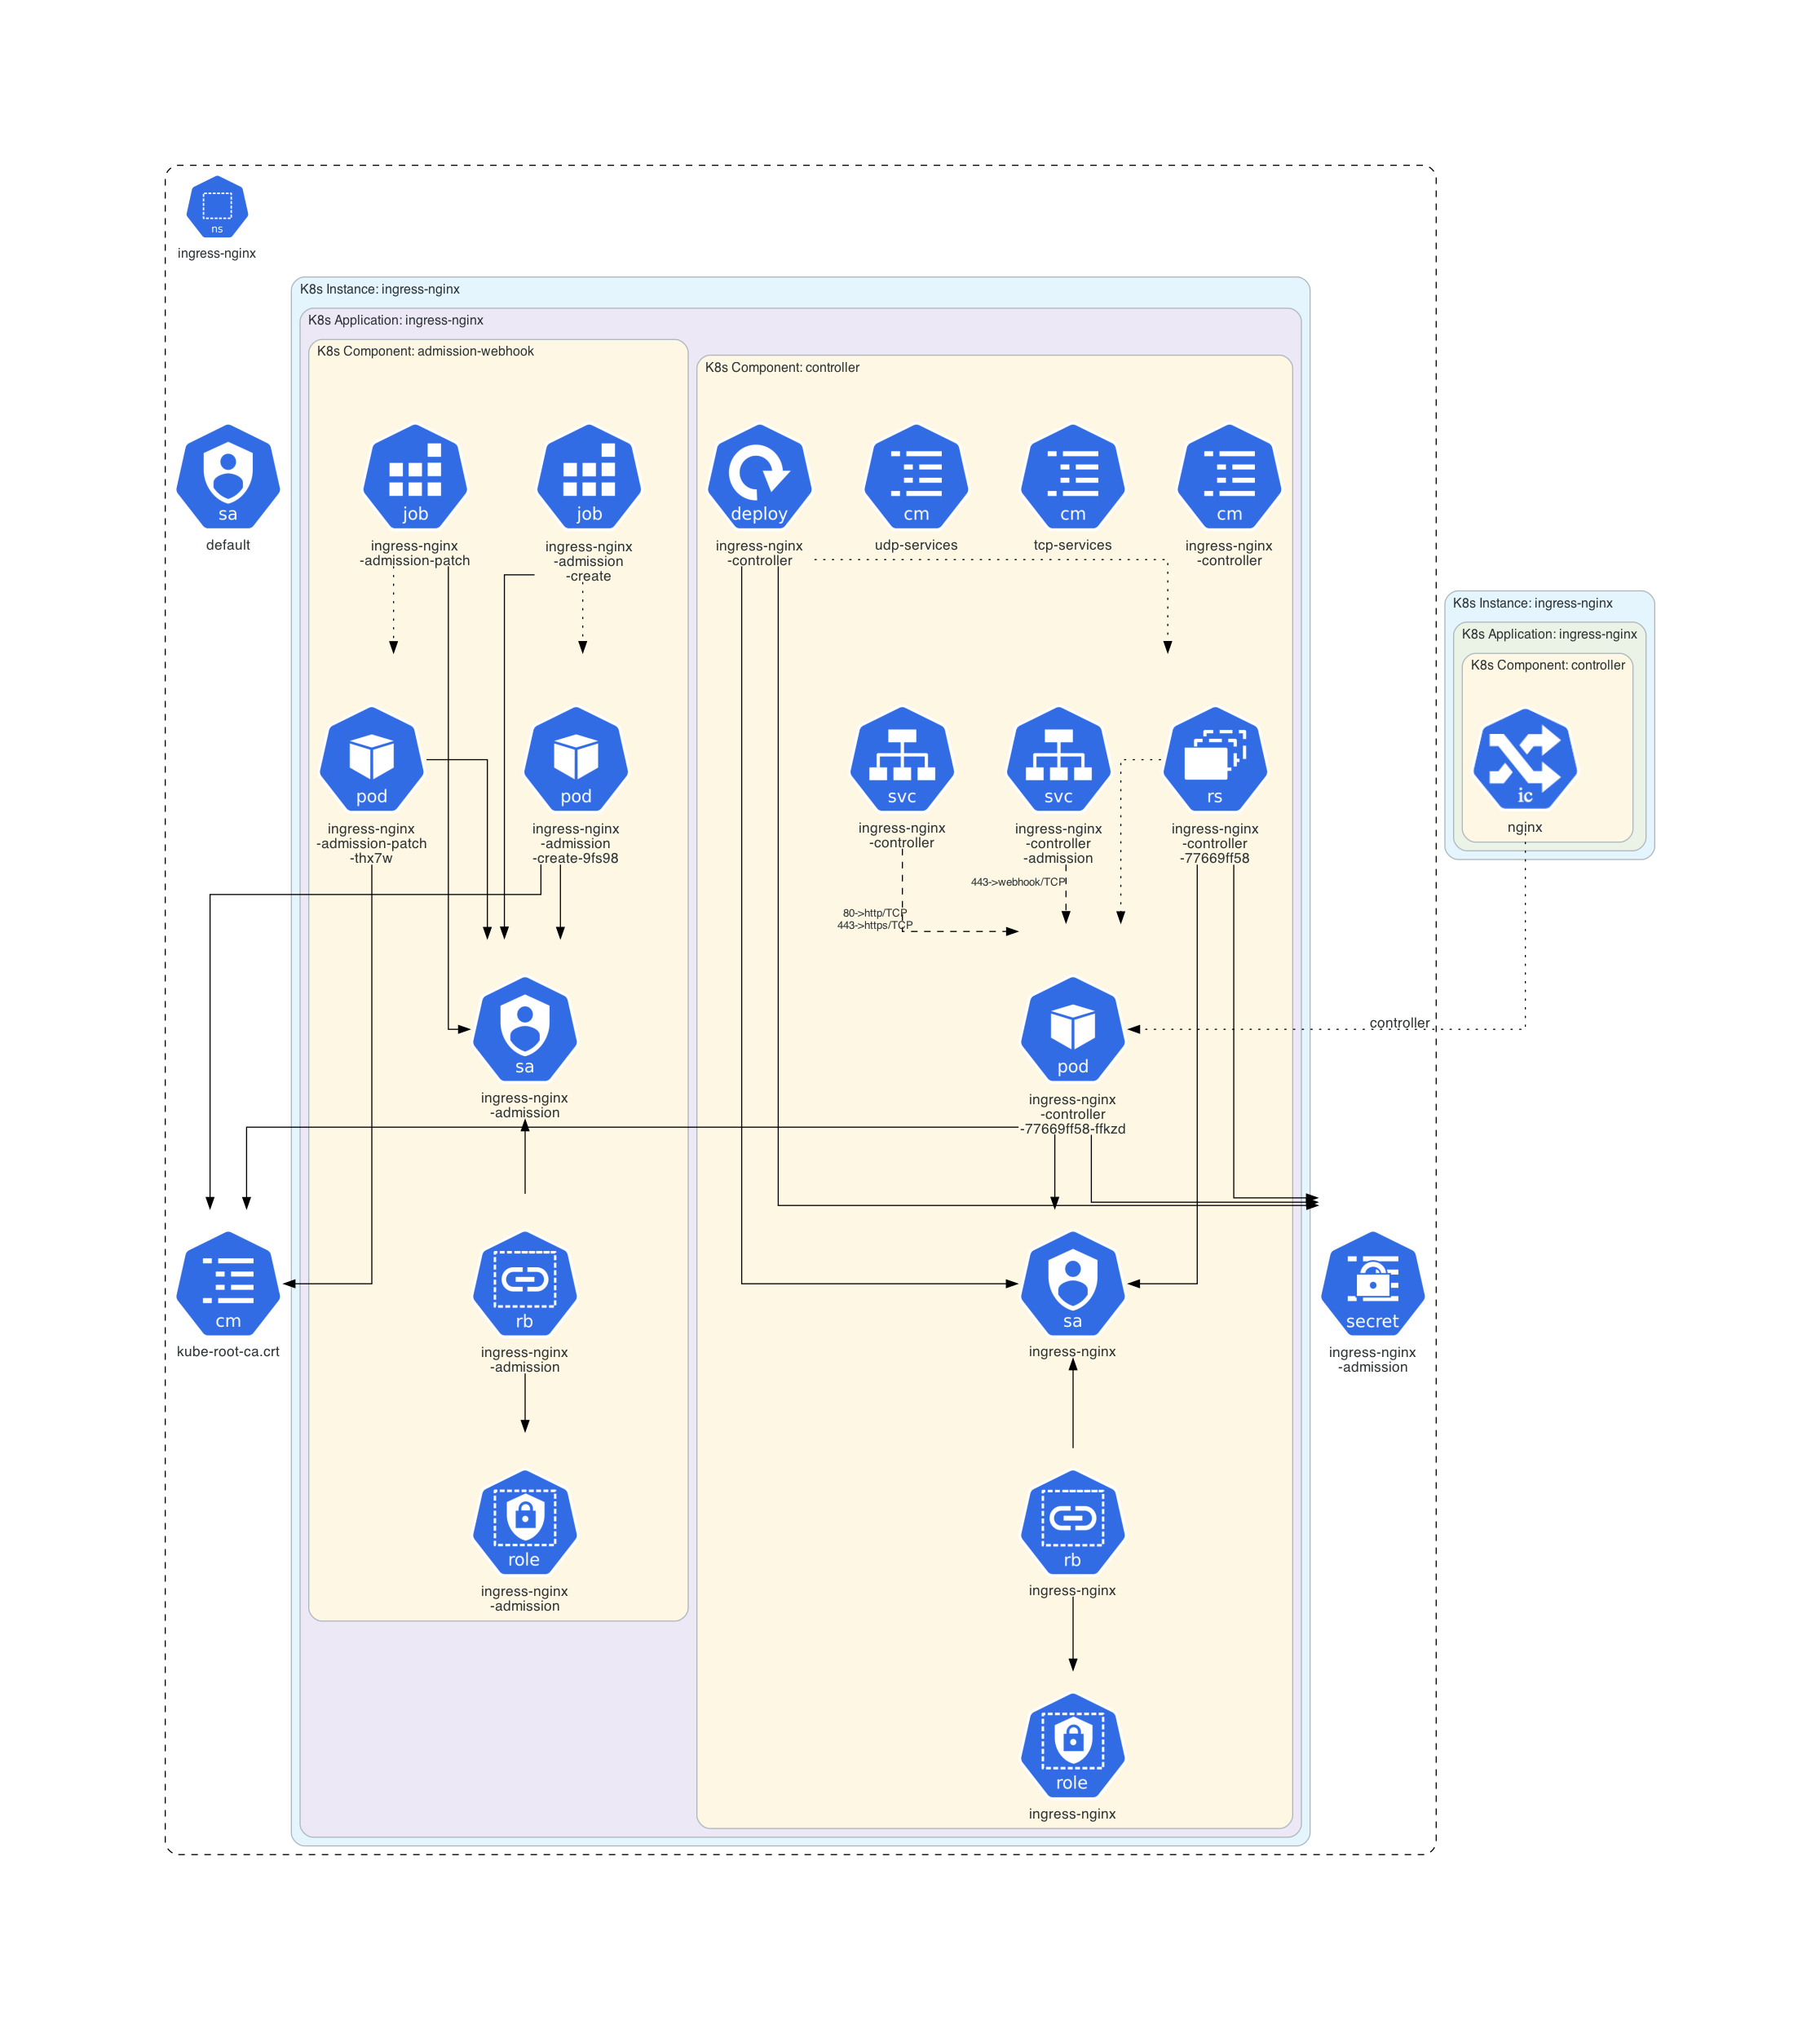 ns
ingress-nginx
K8s Instance: ingress-nginx
K8s Application: ingress-nginx
K8s Component: admission-webhook
K8s Component: controller
sa
default
job
ingress-nginx
-admission-patch
job
ingress-nginx
-admission
-create
deploy
ingress-nginx
-controller
cm
udp-services
cm
tcp-services
cm
ingress-nginx
-controller
K8s Instance: ingress-nginx
K8s Application: ingress-nginx
K8s Component: controller
pod
ingress-nginx
-admission-patch
-thx7w
pod
ingress-nginx
-admission
-create-9fs98
svc
ingress-nginx
-controller
svc
ingress-nginx
-controller
-admission
rs
ingress-nginx
-controller
-77669ff58
ic
nginx
443->webhook/TCP
80->http/TCP
443->https/TCP
sa
ingress-nginx
-admission
pod
ingress-nginx
-controller
-77669ff58-ffkzd
controller
cm
kube-root-ca.crt
rb
ingress-nginx
-admission
sa
ingress-nginx
secret
ingress-nginx
-admission
role
ingress-nginx
-admission
rb
ingress-nginx
role
ingress-nginx